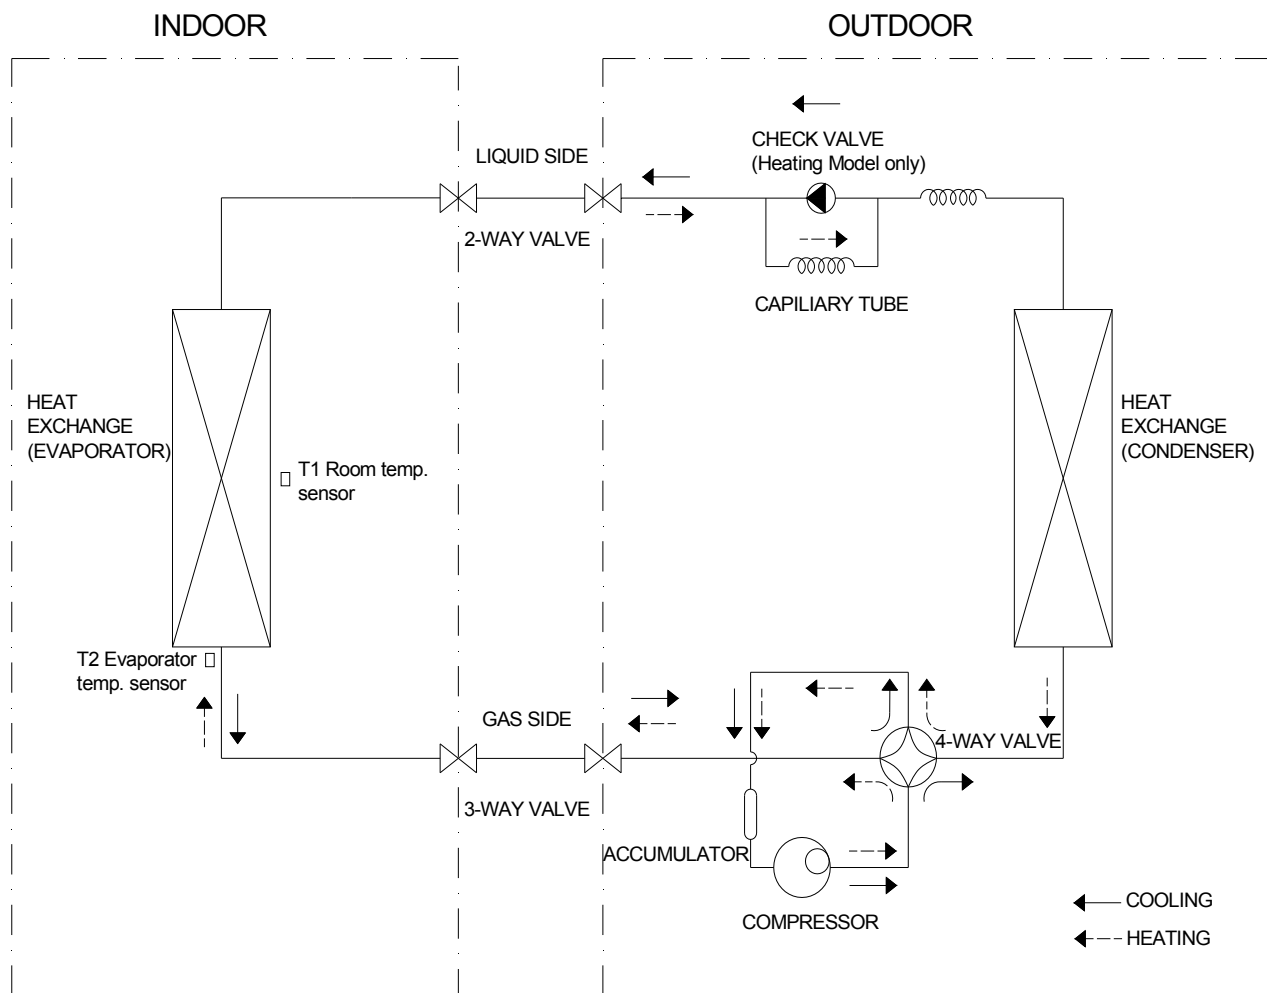 INDOOR
OUTDOOR
CHECK VALVE
(Heating Model only)
LIQUID SIDE
2-WAY VALVE
CAPILIARY TUBE
HEAT
EXCHANGE
(EVAPORATOR)
T1 Room temp.
sensor
HEAT
EXCHANGE
(CONDENSER)
T2 Evaporator
temp. sensor
GAS SIDE
4-WAY VALVE
3-WAY VALVE
ACCUMULATOR
COMPRESSOR
COOLING
HEATING